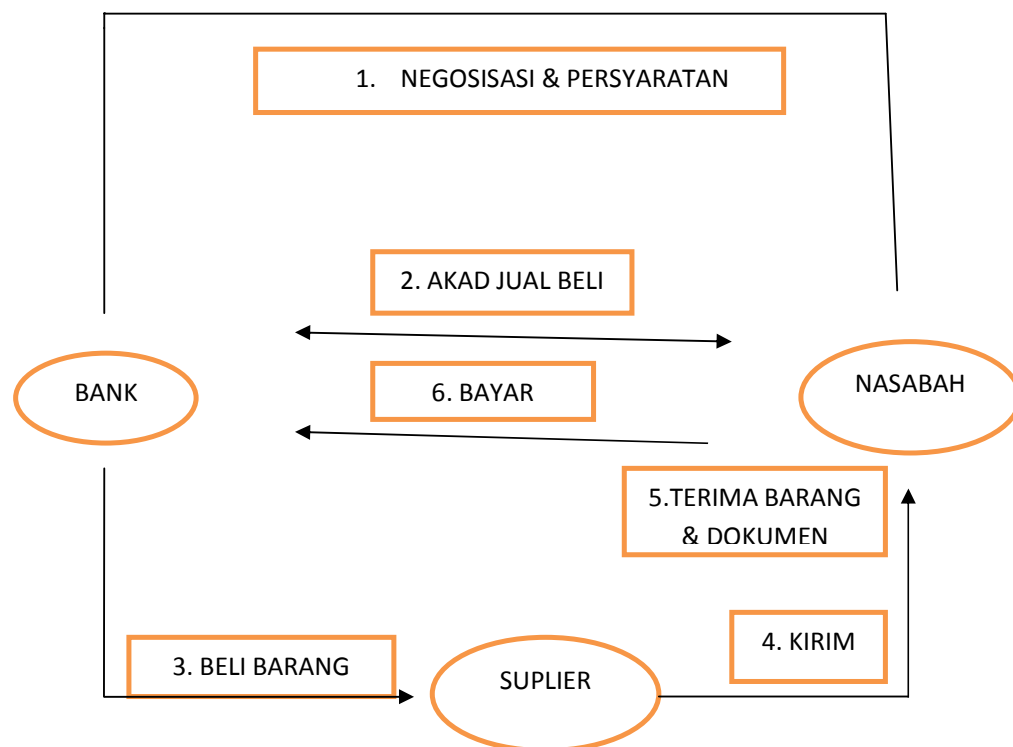 1. NEGOSISASI & PERSYARATAN
2. AKAD JUAL BELI
BANK
6. BAYAR
NASABAH
5.TERIMA BARANG
& DOKUMEN
3. BELI BARANG
SUPLIER
4. KIRIM